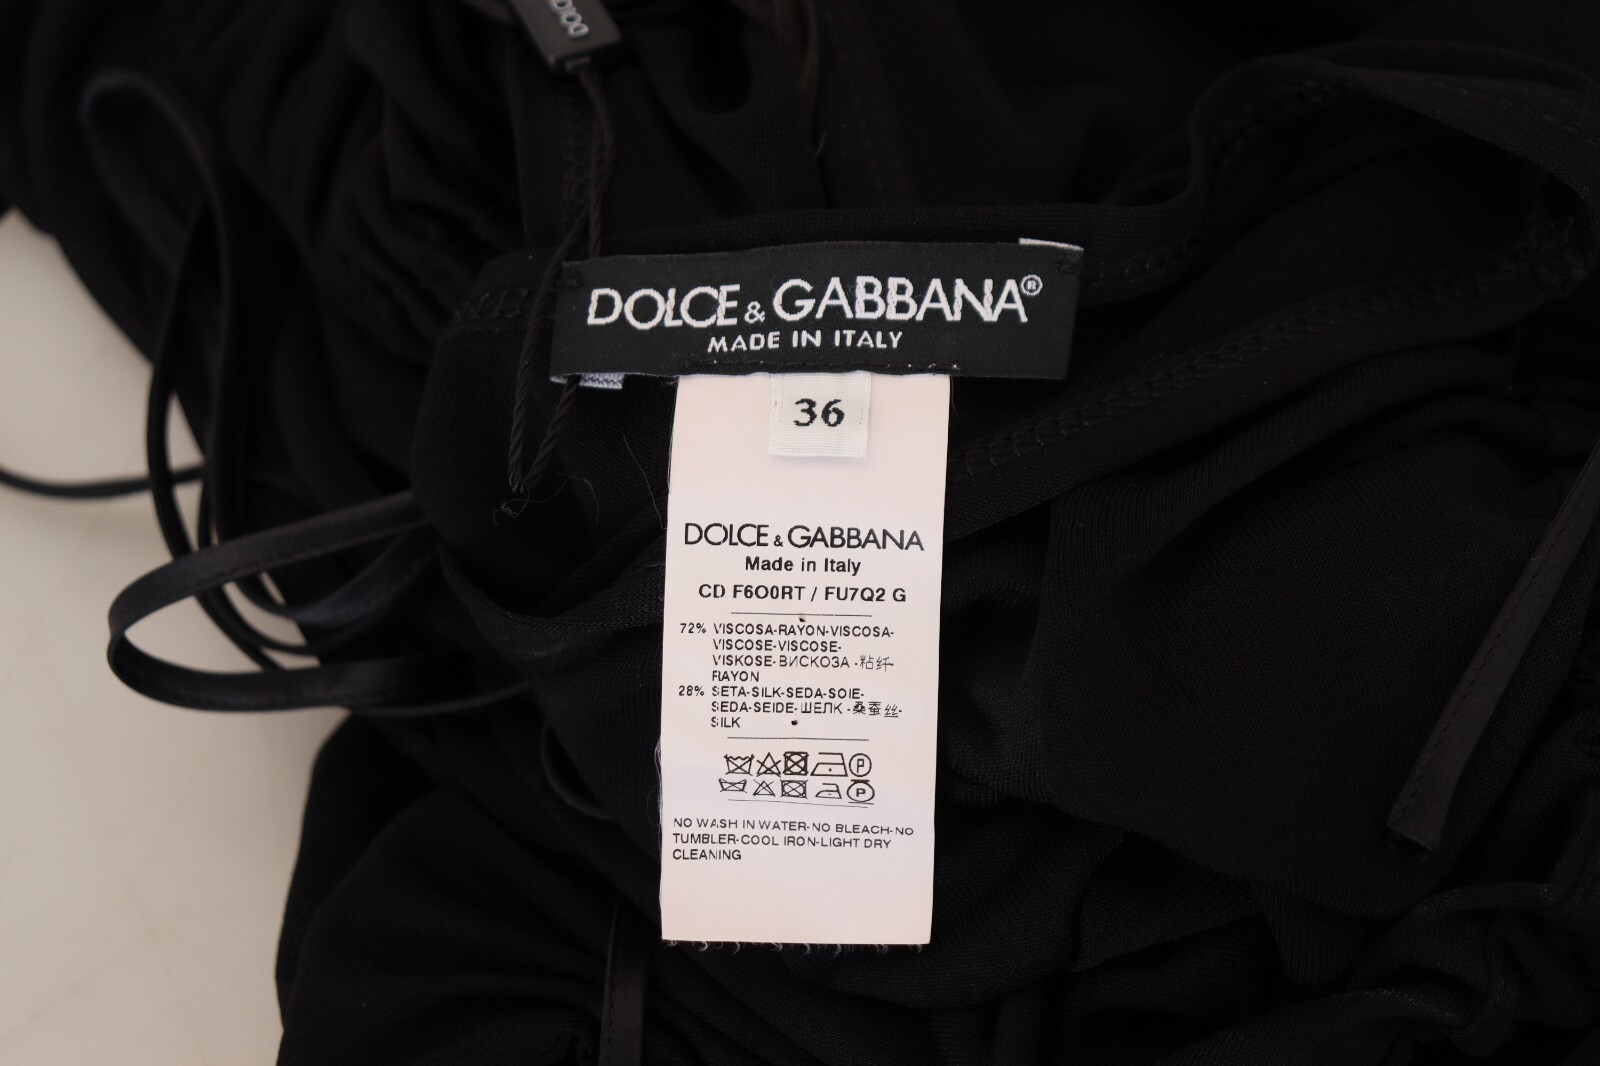 DOLCE & GABBANA®
MADE IN ITALY
36
DOLCE & GABBANA
Made in Italy
CD F6O0RT / FU7Q2 G
72% VISCOSA-RAYON-VISCOSA-
VISCOSE-VISCOSE-
VISKOSE-ВИСКОЗА-粘纤
RAYON
28% SETA-SILK-SEDA-SOIE-
SEDA-SEIDE-ШЕЛК-桑蚕丝-
SILK
P
P
NO WASH IN WATER-NO BLEACH-NO
TUMBLER-COOL IRON-LIGHT DRY
CLEANING